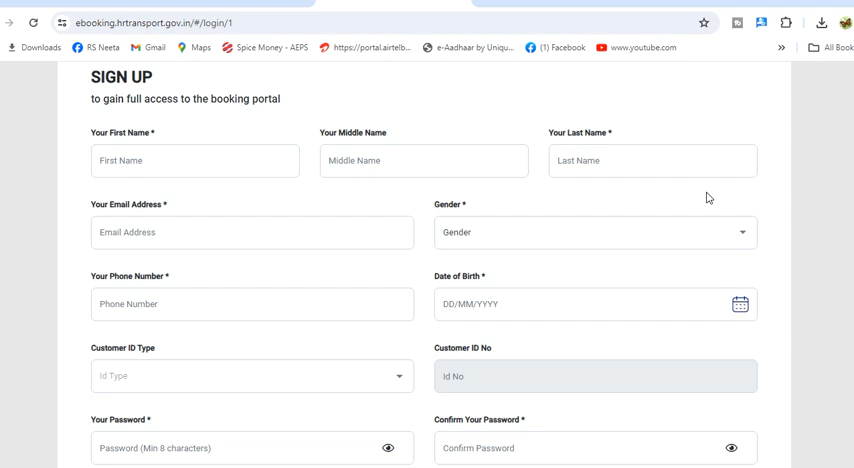 ebooking.hrtransport.gov.in/#/login/1
Downloads RS Neeta Gmail Maps Spice Money - AEPS https://portal.airtelb... e-Aadhaar by Uniqu... (1) Facebook www.youtube.com » All Book
SIGN UP
to gain full access to the booking portal
Your First Name * Your Middle Name Your Last Name *
First Name Middle Name Last Name
Your Email Address * Gender *
Email Address Gender
Your Phone Number * Date of Birth *
Phone Number DD/MM/YYYY
Customer ID Type Customer ID No
Id Type Id No
Your Password * Confirm Your Password *
Password (Min 8 characters) Confirm Password